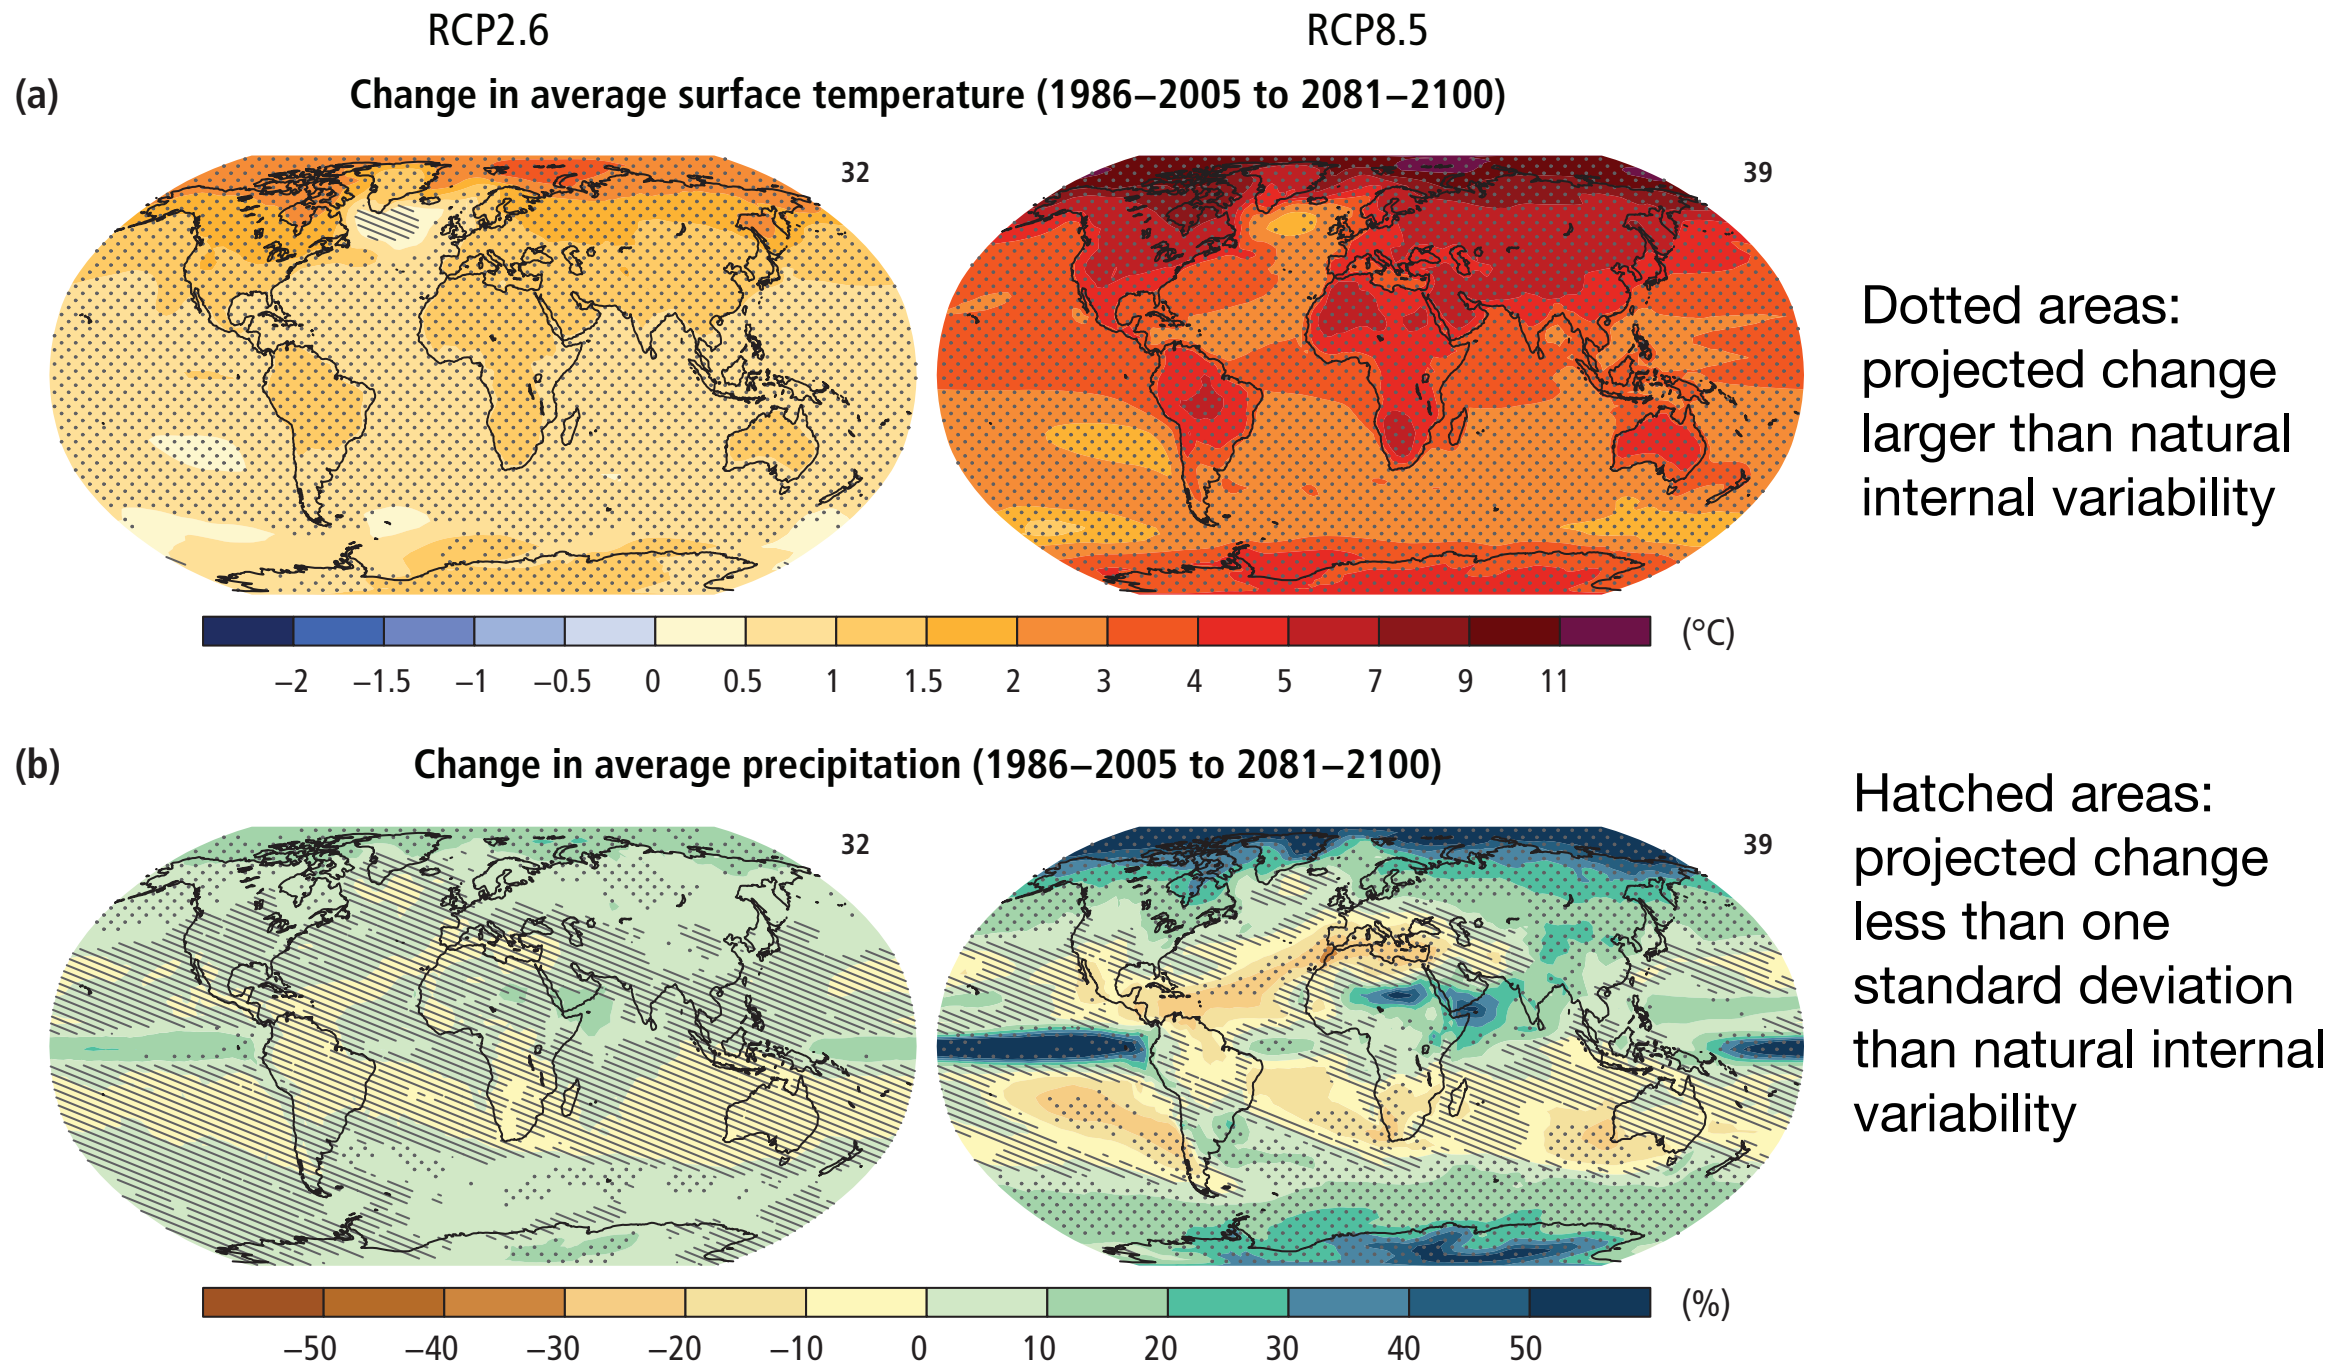 RCP2.6
RCP8.5
(a)
Change in average surface temperature (1986–2005 to 2081–2100)
32
39
Dotted areas:
projected change
larger than natural
internal variability
(°C)
–2 –1.5 –1 –0.5 0 0.5 1 1.5 2 3 4 5 7 9 11
(b)
Change in average precipitation (1986–2005 to 2081–2100)
32
39
Hatched areas:
projected change
less than one
standard deviation
than natural internal
variability
(%)
–50 –40 –30 –20 –10 0 10 20 30 40 50